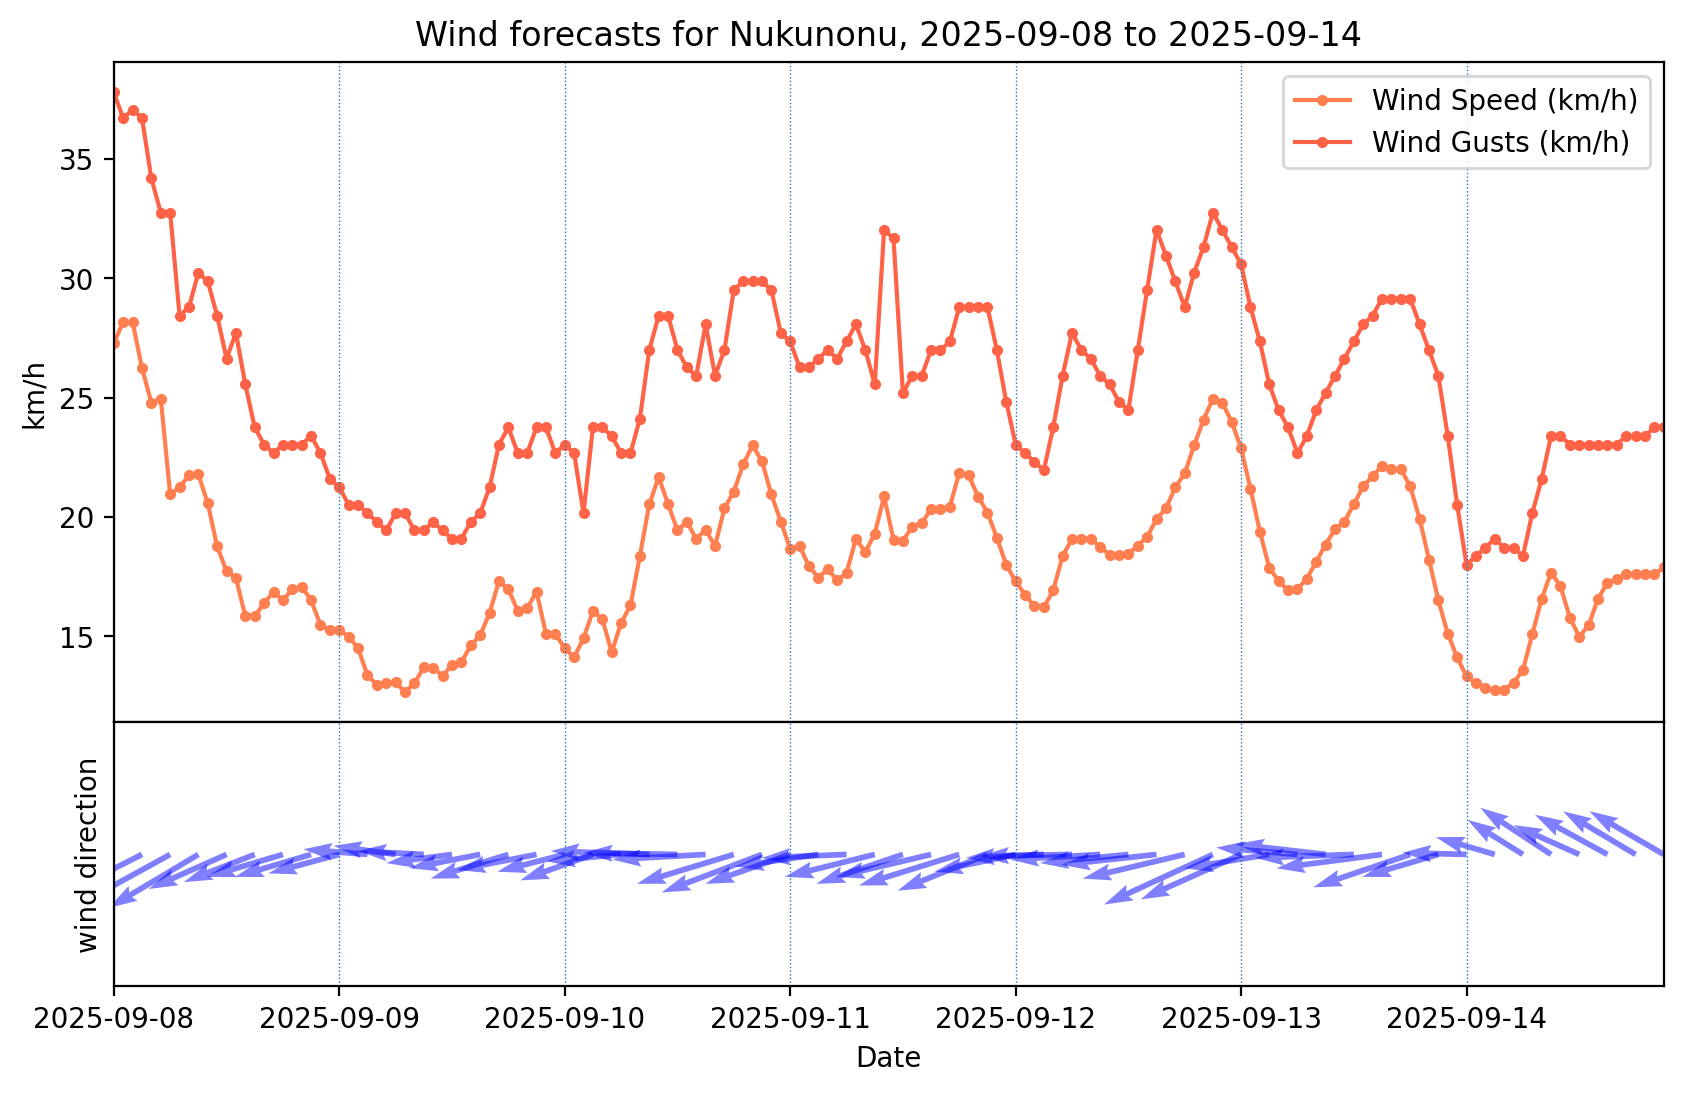 Wind forecasts for Nukunonu, 2025-09-08 to 2025-09-14
Wind Speed (km/h)
Wind Gusts (km/h)
km/h
35
30
25
20
15
wind direction
2025-09-08
2025-09-09
2025-09-10
2025-09-11
2025-09-12
2025-09-13
2025-09-14
Date